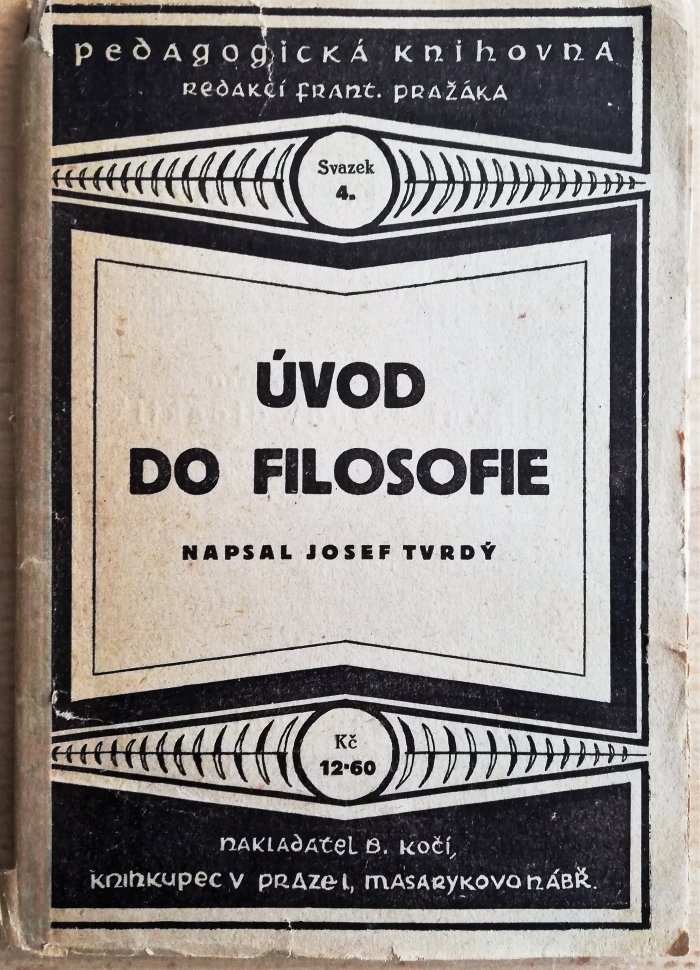 pedagogická knihovna
redakcí frant. pražáka
Svazek
4.
ÚVOD
DO FILOSOFIE
NAPSAL JOSEF TVRDÝ
Kč
12·60
nakladatel b. kočí,
knihkupec v praze-i, masarykovo nábř.